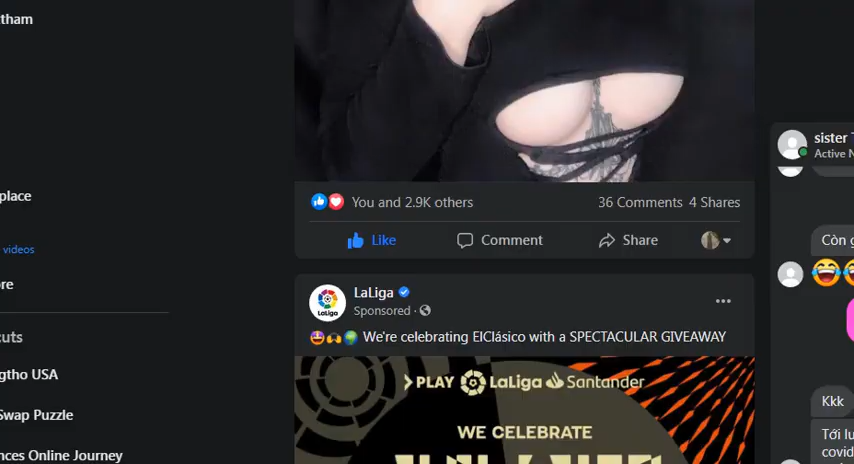 tham
place
videos
re
cuts
gtho USA
Swap Puzzle
nces Online Journey
You and 2.9K others
36 Comments 4 Shares
Like
Comment
Share
LaLiga
Sponsored ·
We're celebrating ElClásico with a SPECTACULAR GIVEAWAY
PLAY LaLiga Santander
WE CELEBRATE
sister
Active N
Còn g
Kkk
Tới lu
covid